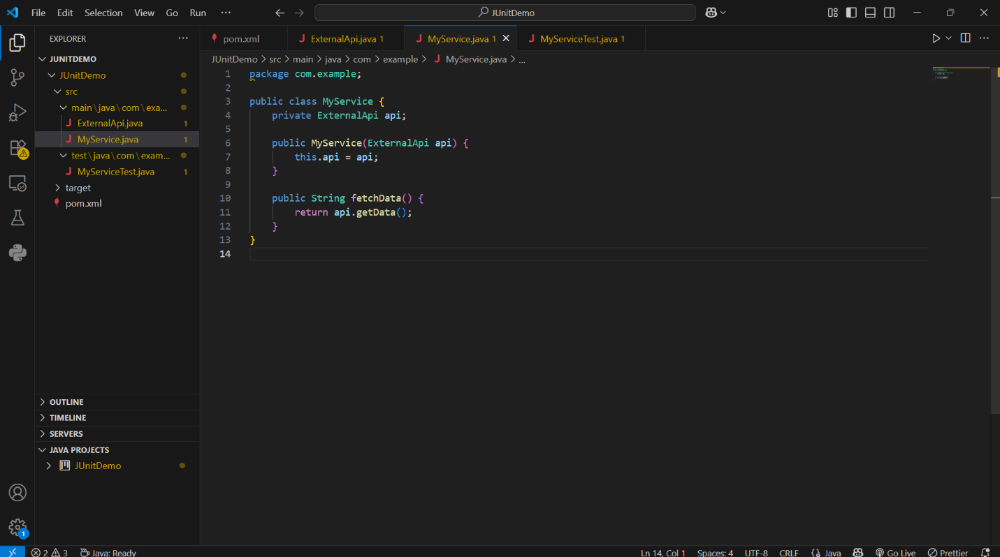 File Edit Selection View Go Run ··· JUnitDemo
EXPLORER ···
JUNITDEMO
JUnitDemo
src
main\java\com\exa...
ExternalApi.java 1
MyService.java 1
test\java\com\exam...
MyServiceTest.java 1
target
pom.xml
OUTLINE
TIMELINE
SERVERS
JAVA PROJECTS
JUnitDemo
pom.xml ExternalApi.java 1 MyService.java 1 MyServiceTest.java 1
JUnitDemo > src > main > java > com > example > MyService.java > ...
1 package com.example;
2
3 public class MyService {
4     private ExternalApi api;
5
6     public MyService(ExternalApi api) {
7         this.api = api;
8     }
9
10     public String fetchData() {
11         return api.getData();
12     }
13 }
14
1
2 3 Java: Ready Ln 14, Col 1 Spaces: 4 UTF-8 CRLF {} Java Go Live Prettier